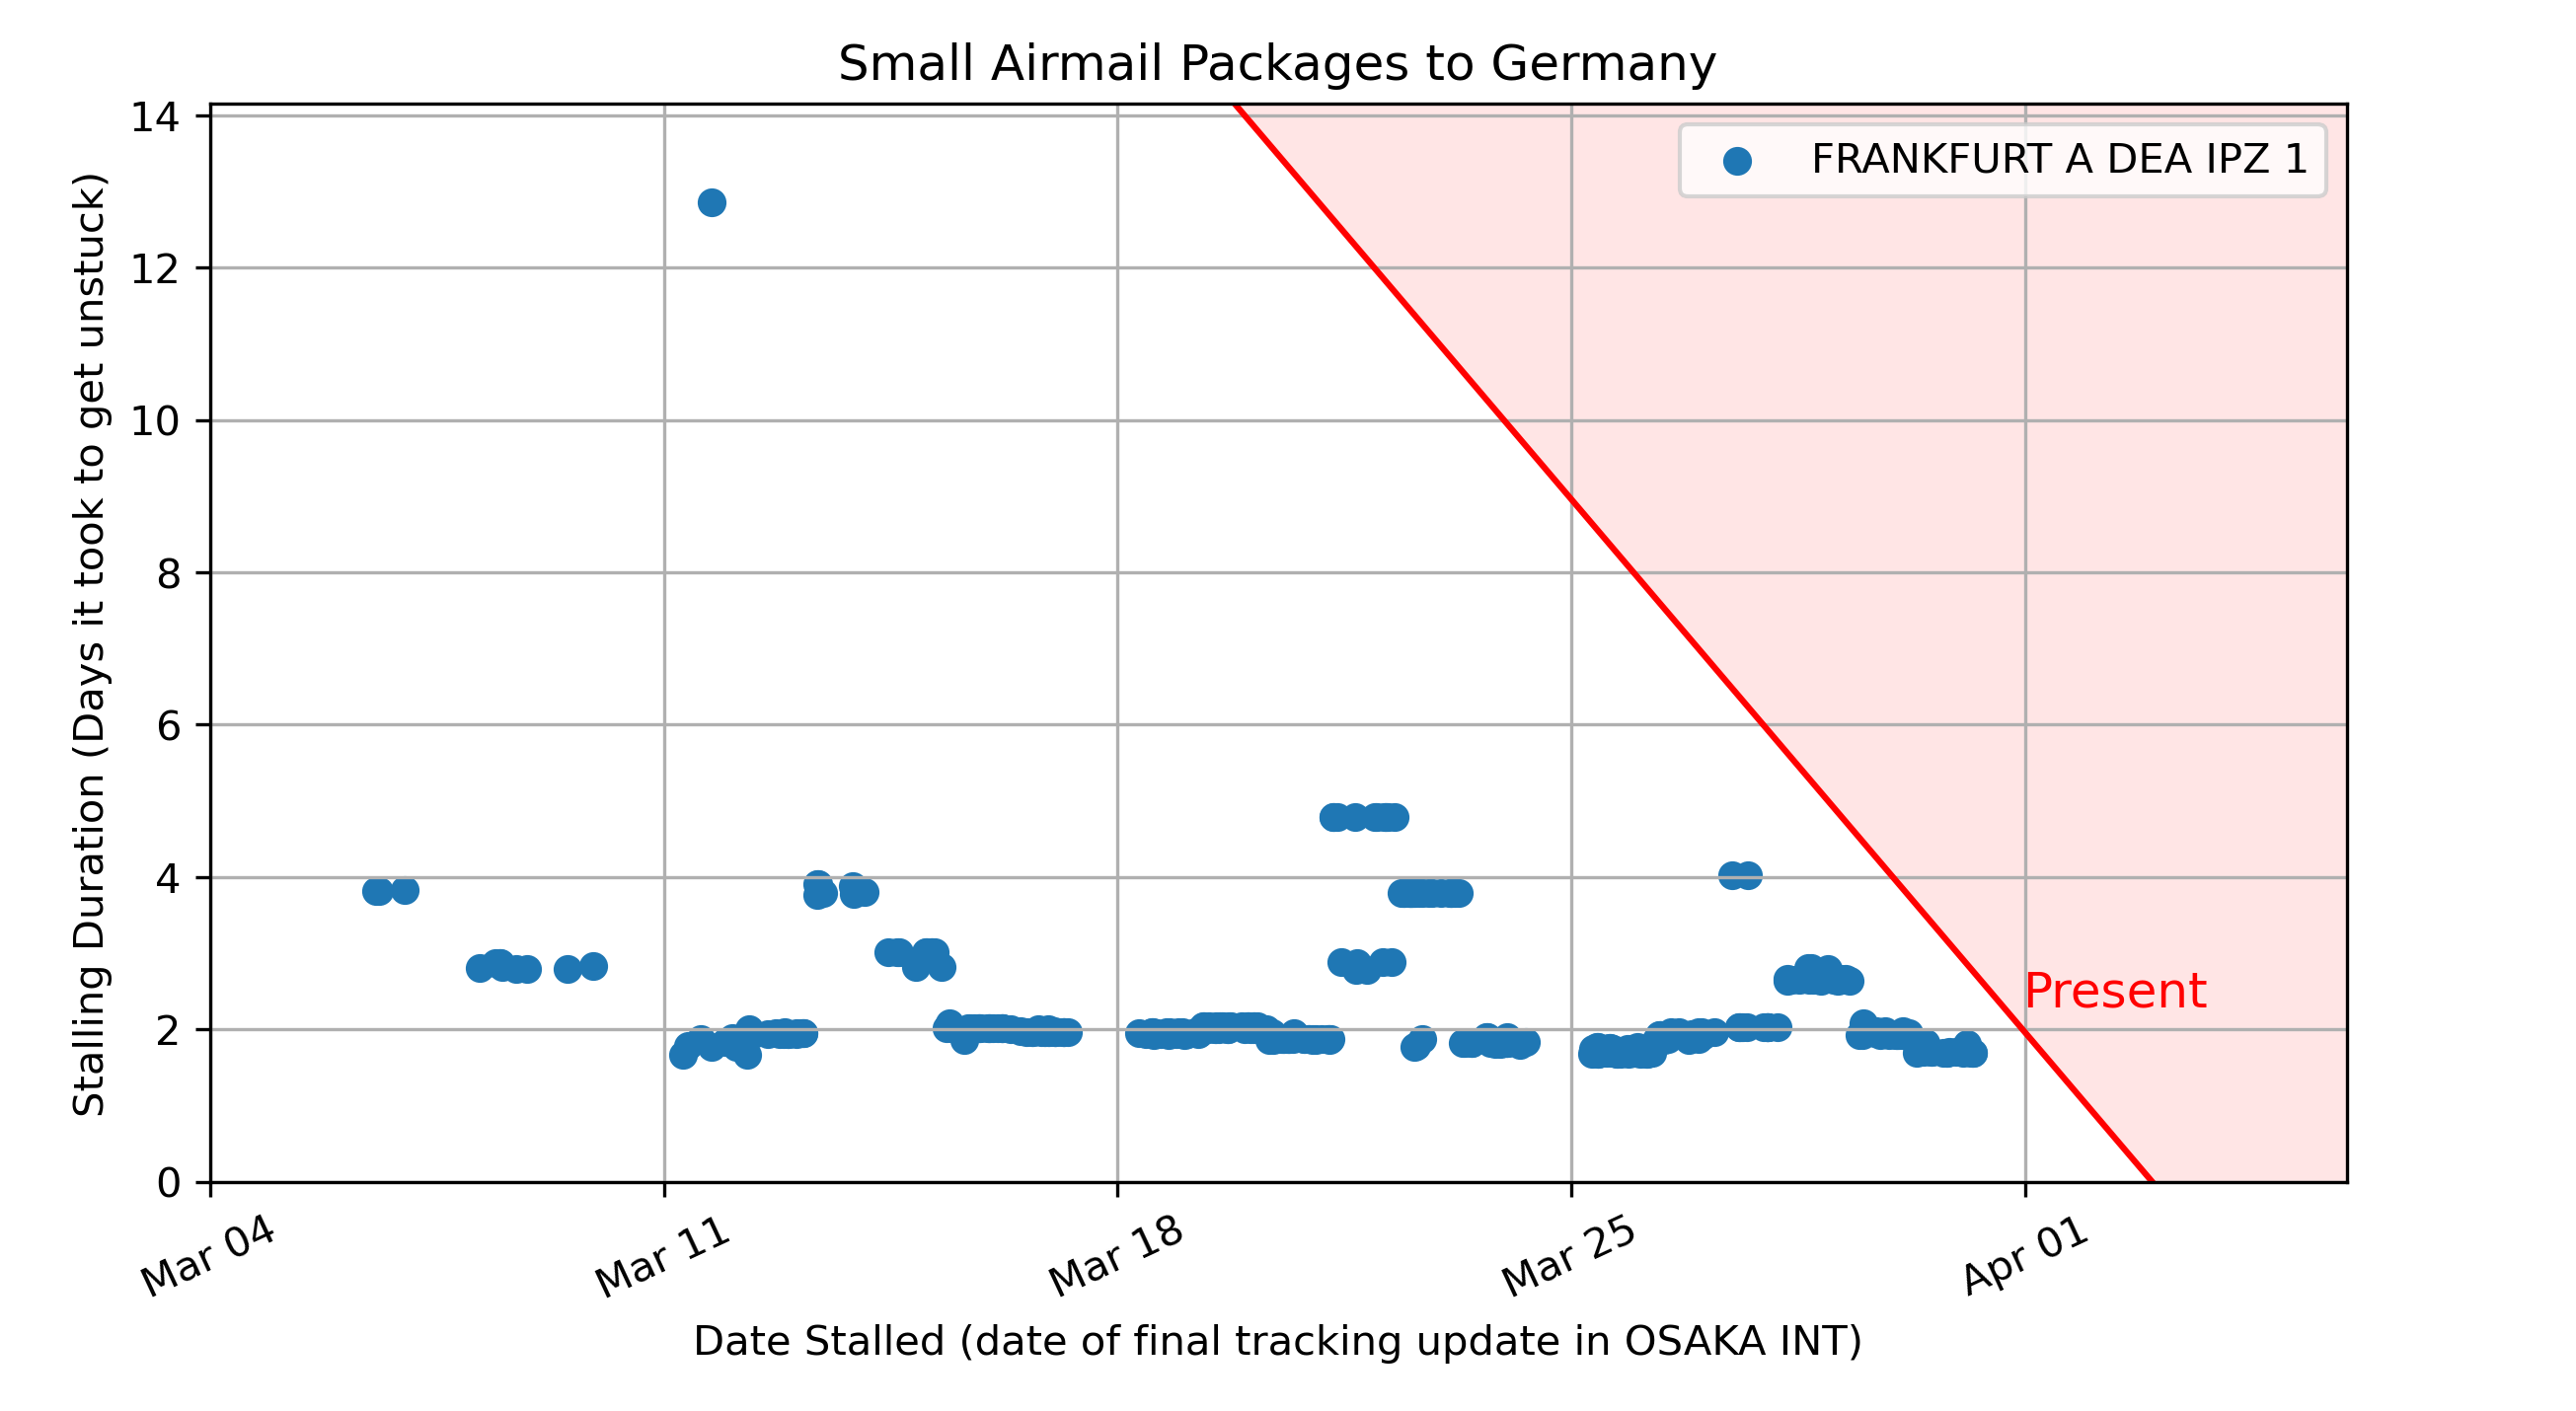 Small Airmail Packages to Germany
FRANKFURT A DEA IPZ 1
Stalling Duration (Days it took to get unstuck)
14
12
10
8
6
4
2
0
Present
Mar 04
Mar 11
Mar 18
Mar 25
Apr 01
Date Stalled (date of final tracking update in OSAKA INT)